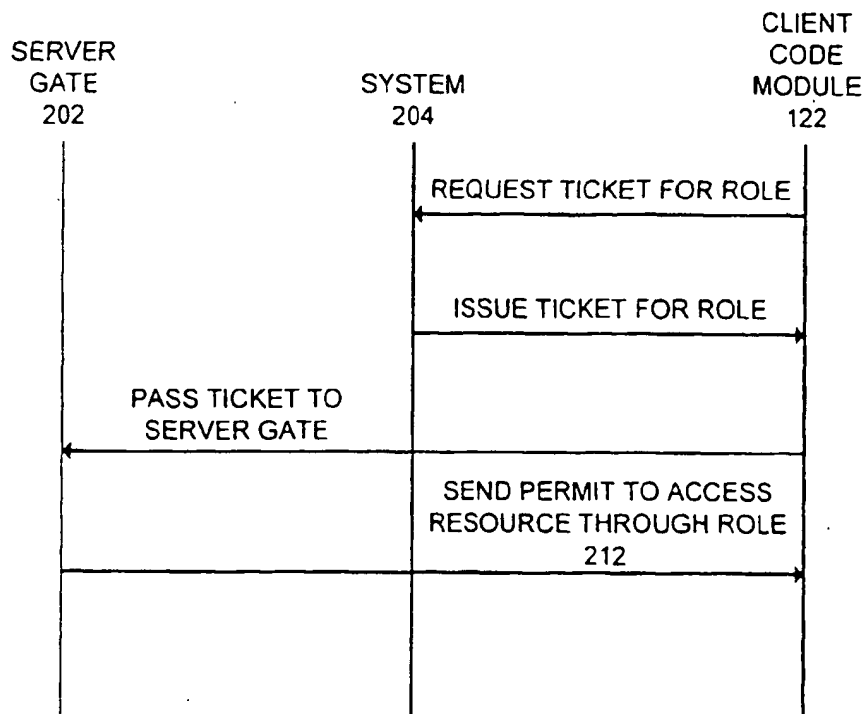 SERVER
GATE
202
SYSTEM
204
CLIENT
CODE
MODULE
122
REQUEST TICKET FOR ROLE
ISSUE TICKET FOR ROLE
PASS TICKET TO
SERVER GATE
SEND PERMIT TO ACCESS
RESOURCE THROUGH ROLE
212